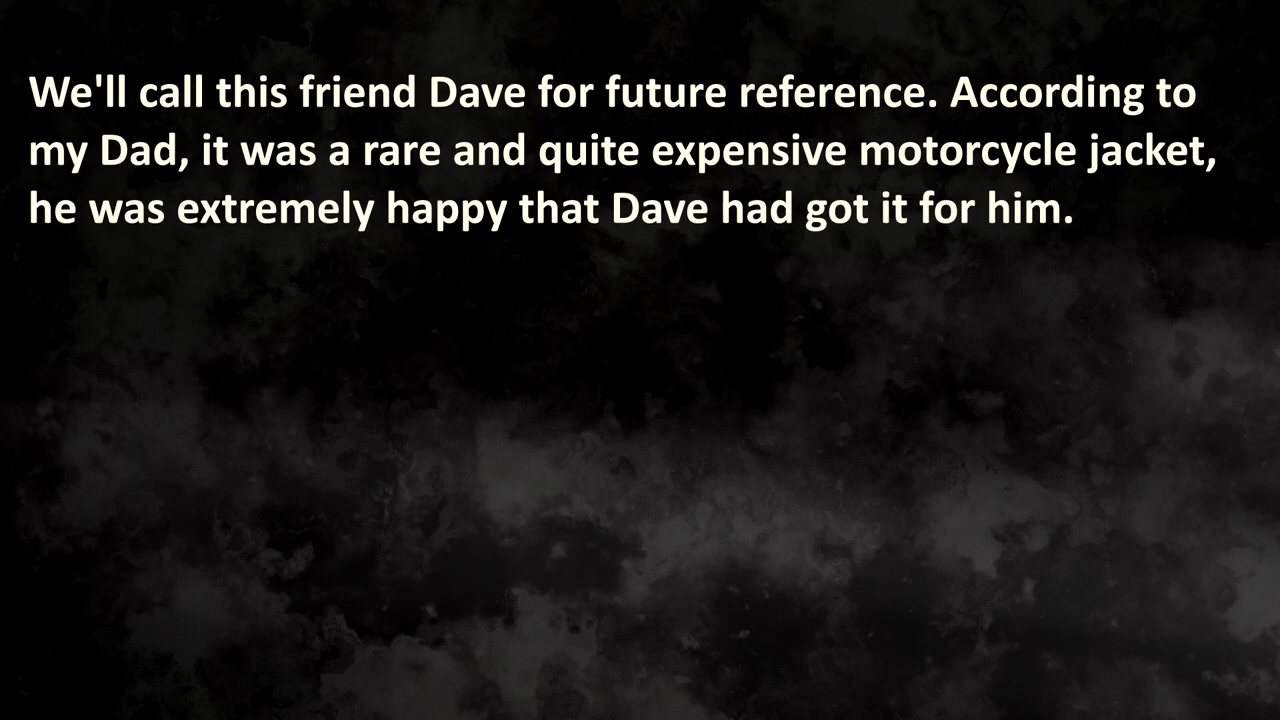 We'll call this friend Dave for future reference. According to
my Dad, it was a rare and quite expensive motorcycle jacket,
he was extremely happy that Dave had got it for him.